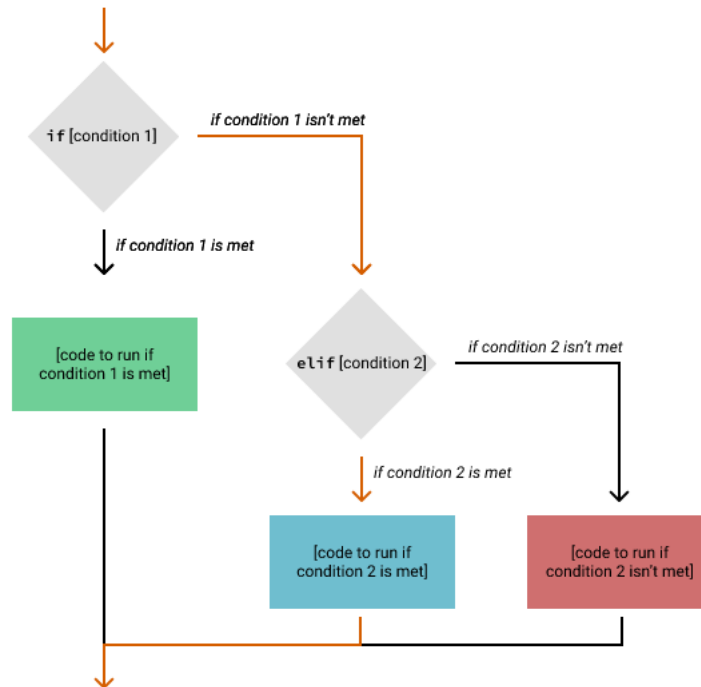 if condition 1 isn't met
if [condition 1]
if condition 1 is met
[code to run if
condition 1 is met]
if condition 2 isn't met
elif [condition 2]
if condition 2 is met
[code to run if
condition 2 is met]
[code to run if
condition 2 isn't met]